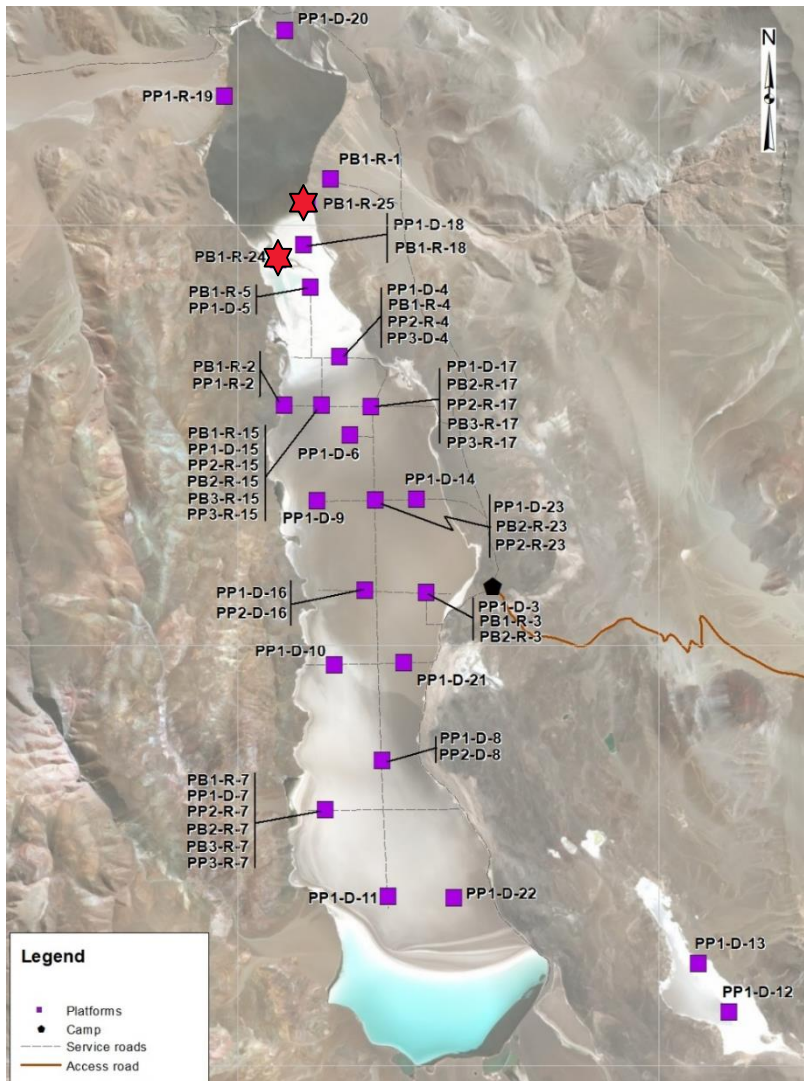 PP1-D-20
N
PP1-R-19
PB1-R-1
PB1-R-25
PP1-D-18
PB1-R-18
PB1-R-24
PB1-R-5
PP1-D-5
PP1-D-4
PB1-R-4
PP2-R-4
PP3-D-4
PB1-R-2
PP1-R-2
PP1-D-17
PB2-R-17
PP2-R-17
PB3-R-17
PP3-R-17
PB1-R-15
PP1-D-15
PP2-R-15
PB2-R-15
PB3-R-15
PP3-R-15
PP1-D-6
PP1-D-14
PP1-D-9
PP1-D-23
PB2-R-23
PP2-R-23
PP1-D-16
PP2-D-16
PP1-D-3
PB1-R-3
PB2-R-3
PP1-D-10
PP1-D-21
PP1-D-8
PP2-D-8
PB1-R-7
PP1-D-7
PP2-R-7
PB2-R-7
PB3-R-7
PP3-R-7
PP1-D-11
PP1-D-22
PP1-D-13
PP1-D-12
Legend
Platforms
Camp
Service roads
Access road